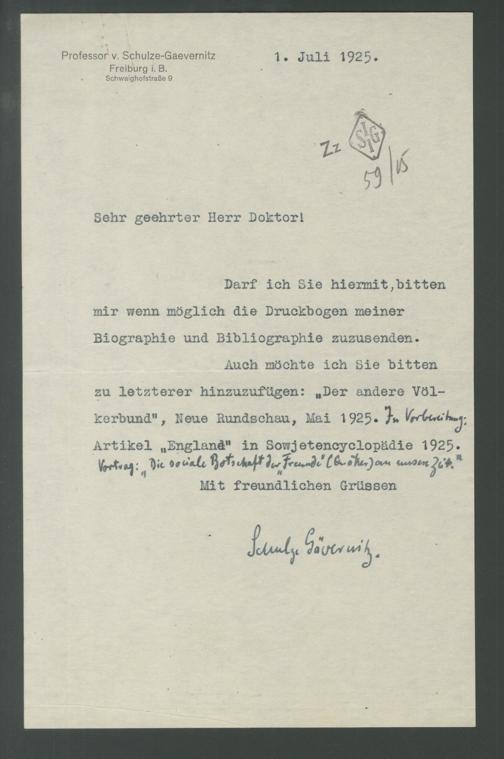 Professor v. Schulze-Gaevernitz
Freiburg i. B.
Schwaighofstraße 9
1. Juli 1925.
Zz SIIG
59/15
Sehr geehrter Herr Doktor!
Darf ich Sie hiermit, bitten
mir wenn möglich die Druckbogen meiner
Biographie und Bibliographie zuzusenden.
Auch möchte ich Sie bitten
zu letzterer hinzuzufügen: „Der andere Völ-
kerbund", Neue Rundschau, Mai 1925. In Vorbereitung:
Artikel „England" in Sowjetencyclopädie 1925.
Vortrag: „Die sociale Botschaft der „Freunde" (Quäker) an unsere Zeit."
Mit freundlichen Grüssen
Schulze Gävernitz.